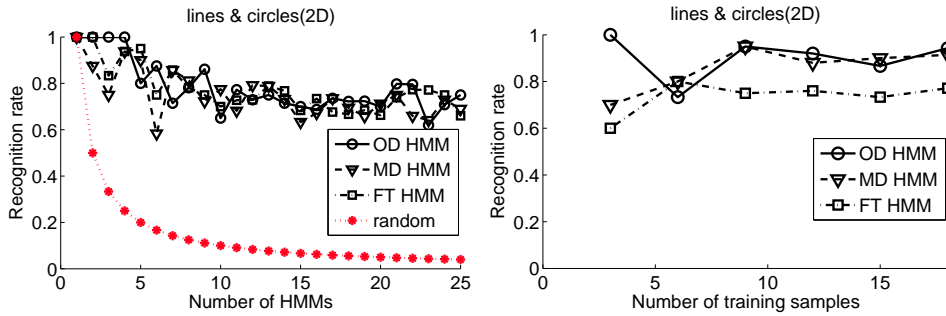 lines & circles(2D)
Recognition rate
1
0.8
0.6
0.4
0.2
0
0 5 10 15 20 25
Number of HMMs
OD HMM
MD HMM
FT HMM
random
lines & circles(2D)
Recognition rate
1
0.8
0.6
0.4
0.2
0
0 5 10 15
Number of training samples
OD HMM
MD HMM
FT HMM